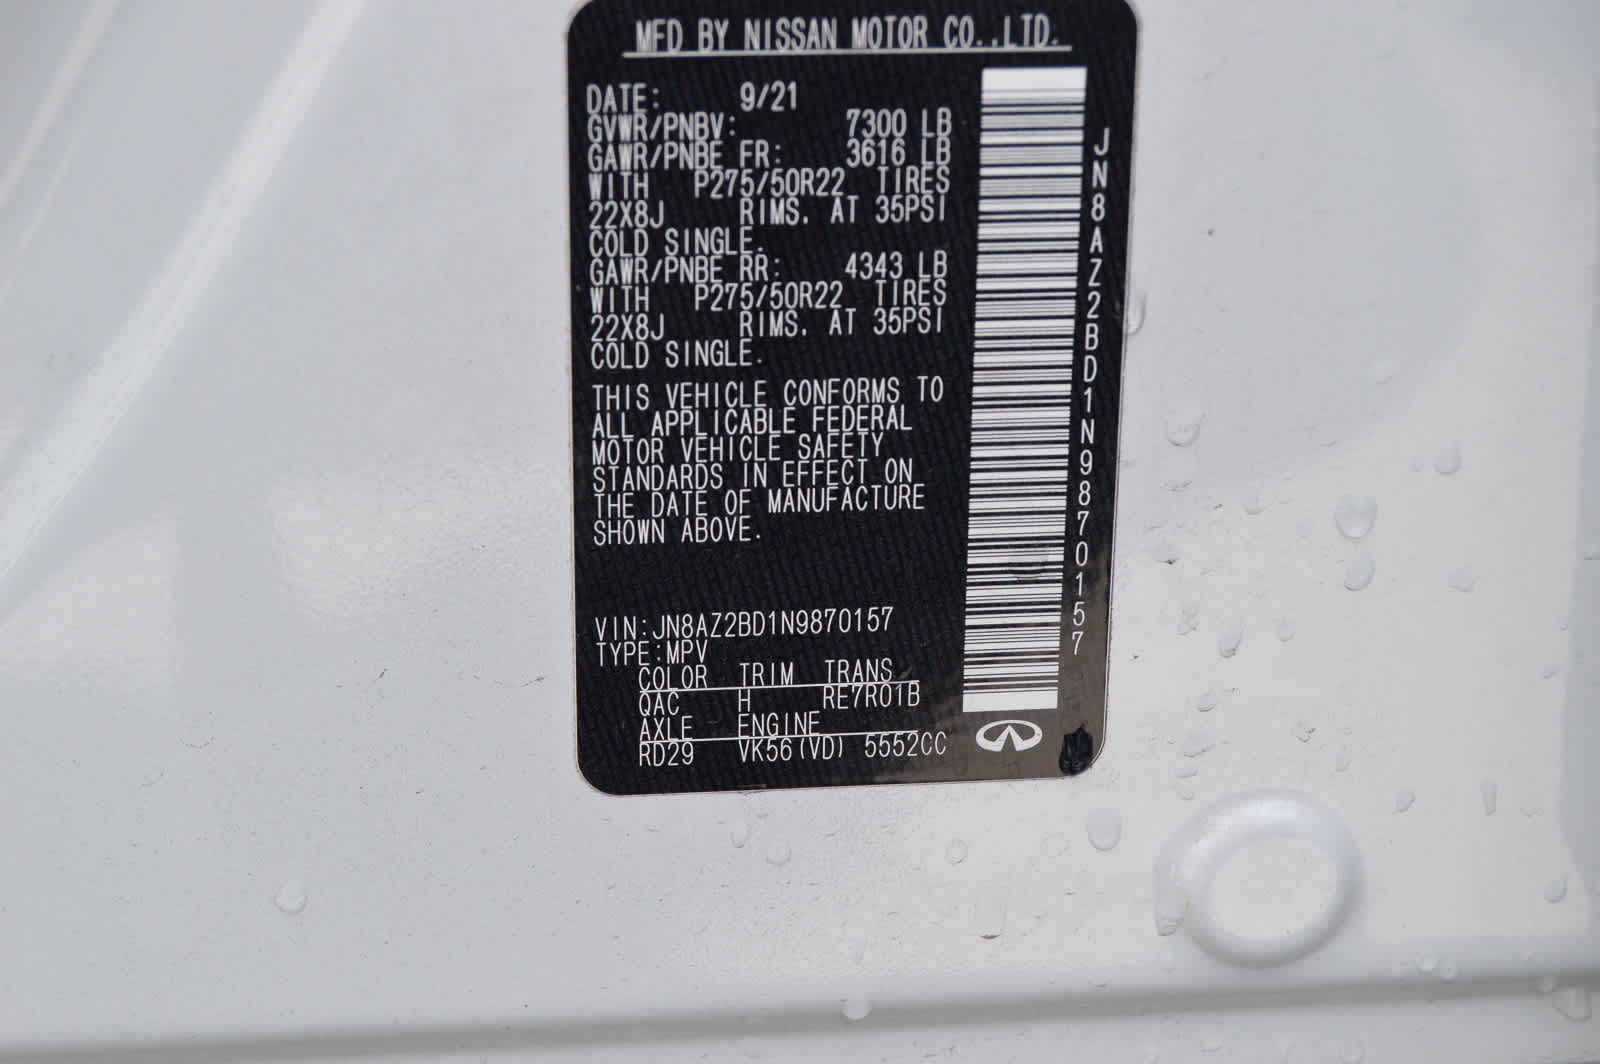 MFD BY NISSAN MOTOR CO.,LTD.
DATE: 9/21
GVWR/PNBV: 7300 LB
GAWR/PNBE FR: 3616 LB
WITH P275/50R22 TIRES
22X8J RIMS. AT 35PSI
COLD SINGLE.
GAWR/PNBE RR: 4343 LB
WITH P275/50R22 TIRES
22X8J RIMS. AT 35PSI
COLD SINGLE.
THIS VEHICLE CONFORMS TO
ALL APPLICABLE FEDERAL
MOTOR VEHICLE SAFETY
STANDARDS IN EFFECT ON
THE DATE OF MANUFACTURE
SHOWN ABOVE.
VIN:JN8AZ2BD1N9870157
TYPE:MPV
COLOR TRIM TRANS
QAC H RE7R01B
AXLE ENGINE
RD29 VK56(VD) 5552CC
JN8AZ2BD1N9870157